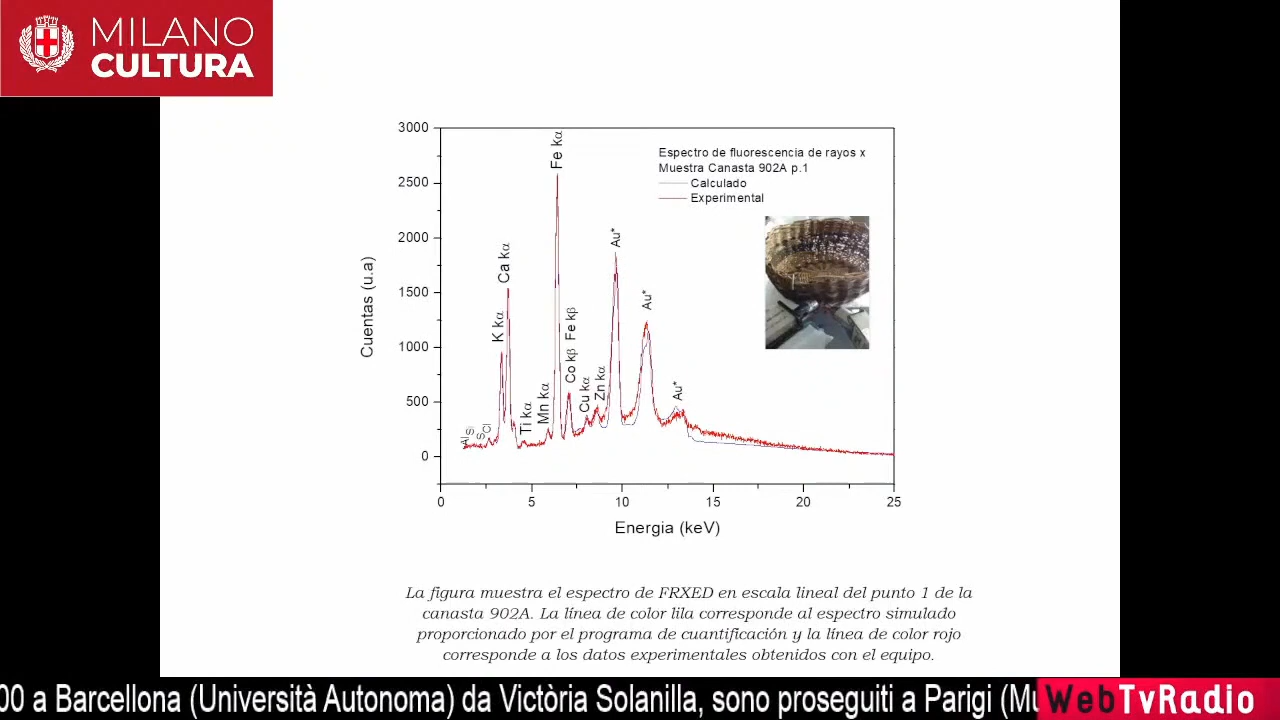 MILANO
CULTURA
3000
2500
2000
1500
1000
500
0
Cuentas (u.a)
0 5 10 15 20 25
Energia (keV)
Espectro de fluorescencia de rayos x
Muestra Canasta 902A p.1
Calculado
Experimental
Al
Si
S
Cl
K kα
Ca kα
Ti kα
Mn kα
Fe kα
Co kβ Fe kβ
Cu kα
Zn kα
Au*
Au*
Au*
La figura muestra el espectro de FRXED en escala lineal del punto 1 de la
canasta 902A. La línea de color lila corresponde al espectro simulado
proporcionado por el programa de cuantificación y la línea de color rojo
corresponde a los datos experimentales obtenidos con el equipo.
00 a Barcellona (Università Autonoma) da Victòria Solanilla, sono proseguiti a Parigi (Mu
WebTvRadio